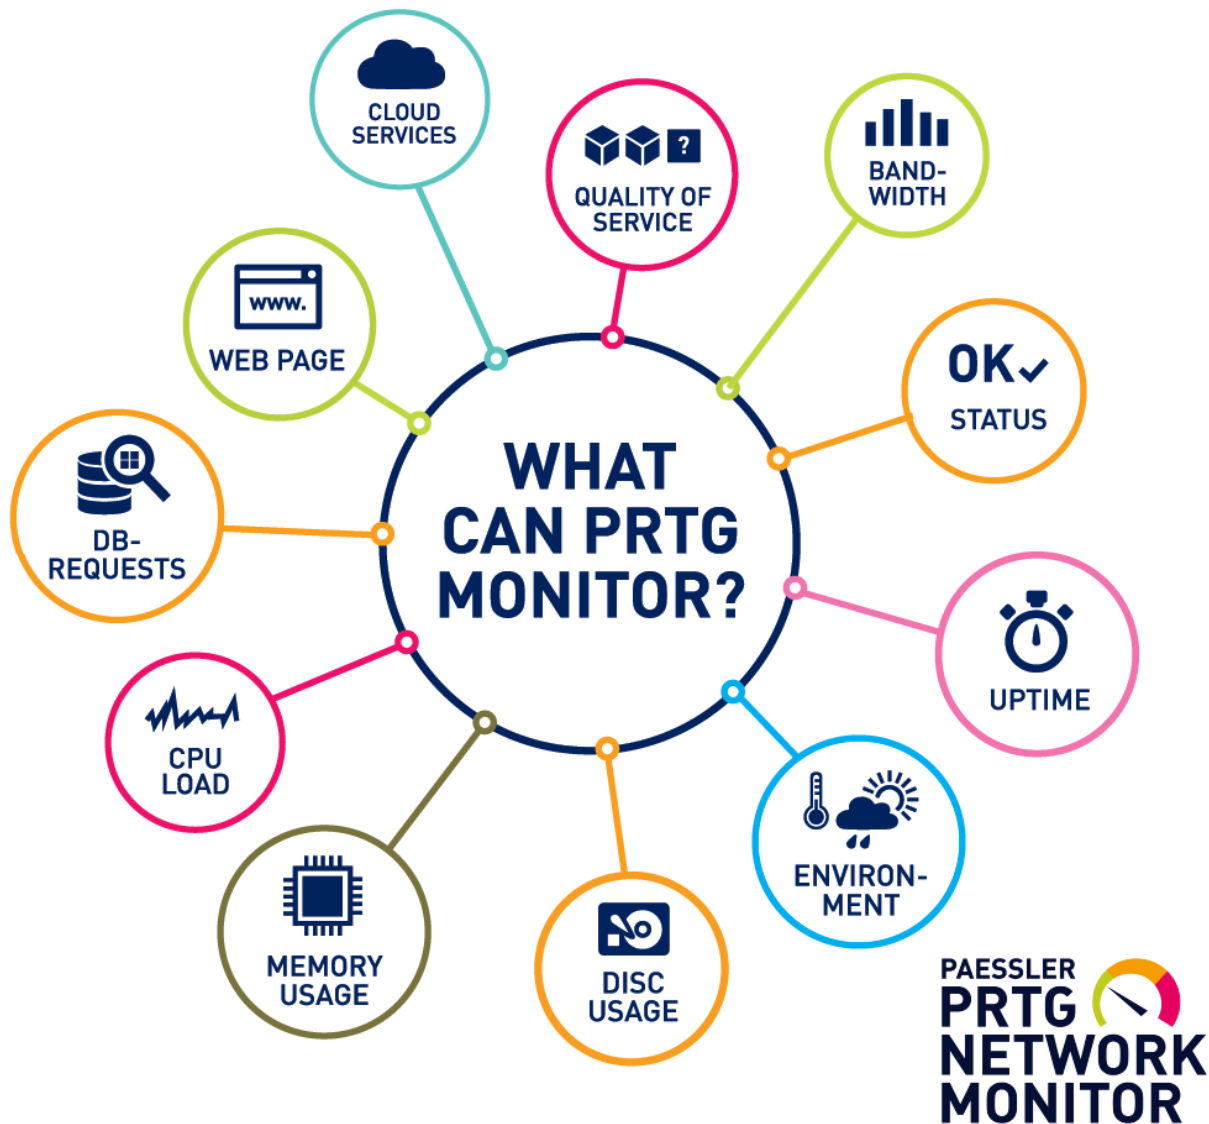 CLOUD
SERVICES
?
QUALITY OF
SERVICE
BAND-
WIDTH
www.
WEB PAGE
OK
STATUS
WHAT
CAN PRTG
MONITOR?
DB-
REQUESTS
UPTIME
CPU
LOAD
ENVIRON-
MENT
MEMORY
USAGE
DISC
USAGE
PAESSLER
PRTG
NETWORK
MONITOR